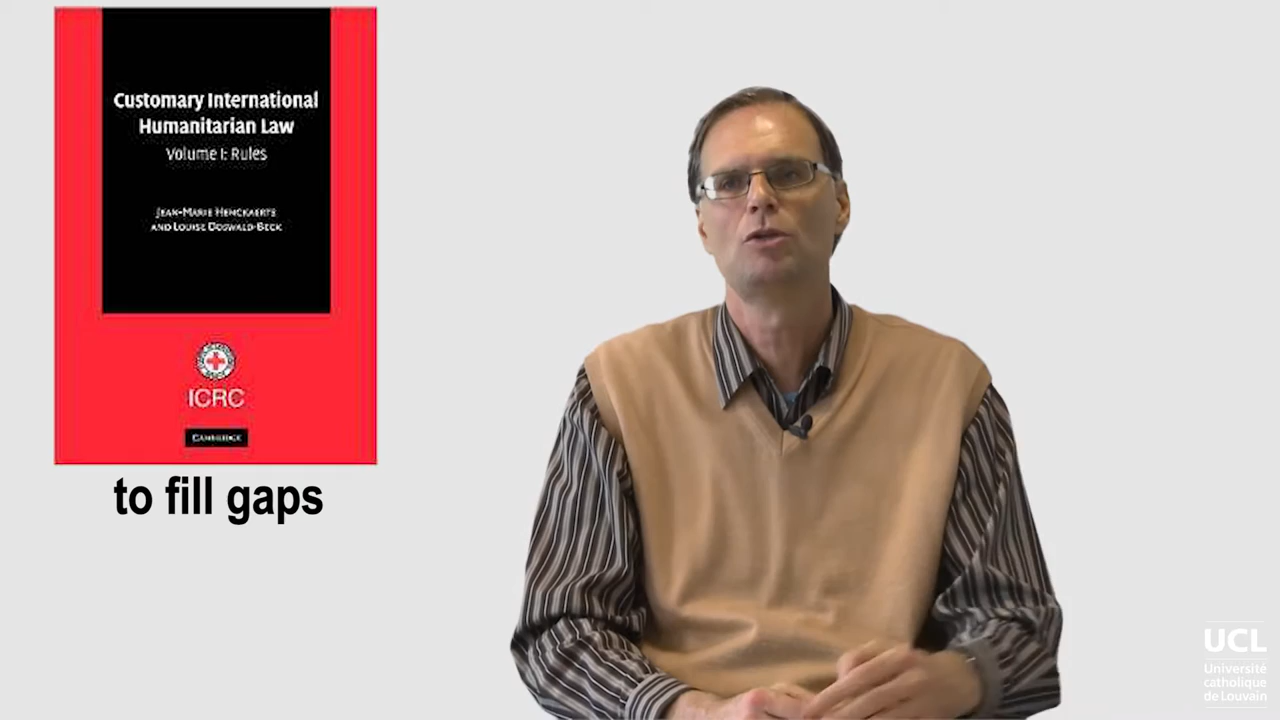 Customary International
Humanitarian Law
Volume I: Rules
JEAN-MARIE HENCKAERTS
AND LOUISE DOSWALD-BECK
ICRC
CAMBRIDGE
to fill gaps
UCL
Université
catholique
de Louvain